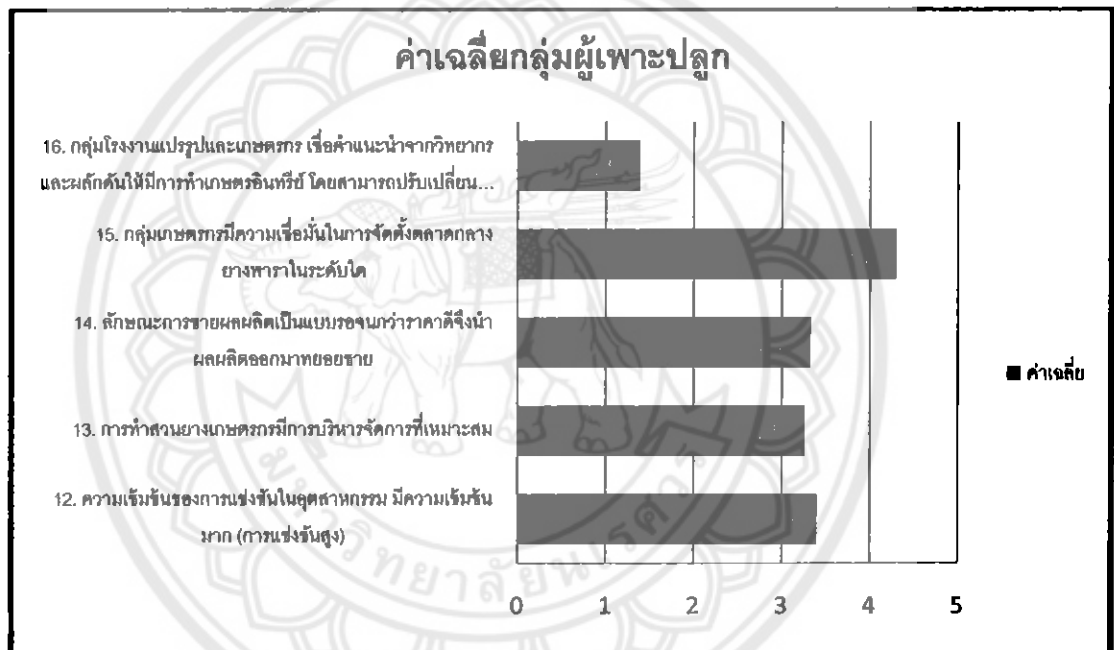 ค่าเฉลี่ยกลุ่มผู้เพาะปลูก
16. กลุ่มโรงงานแปรรูปและเกษตรกร เชื่อคำแนะนำจากวิทยากร
และผลักดันให้มีการทำเกษตรอินทรีย์ โดยสามารถปรับเปลี่ยน...
15. กลุ่มเกษตรกรมีความเชื่อมั่นในการจัดตั้งตลาดกลาง
ยางพาราในระดับใด
14. ลักษณะการขายผลผลิตเป็นแบบรอจนกว่าราคาดีจึงนำ
ผลผลิตออกมาทยอยขาย
13. การทำสวนยางเกษตรกรมีการบริหารจัดการที่เหมาะสม
12. ความเข้มข้นของการแข่งขันในอุตสาหกรรม มีความเข้มข้น
มาก (การแข่งขันสูง)
0 1 2 3 4 5
ค่าเฉลี่ย
มหาวิทยาลัยนเรศวร